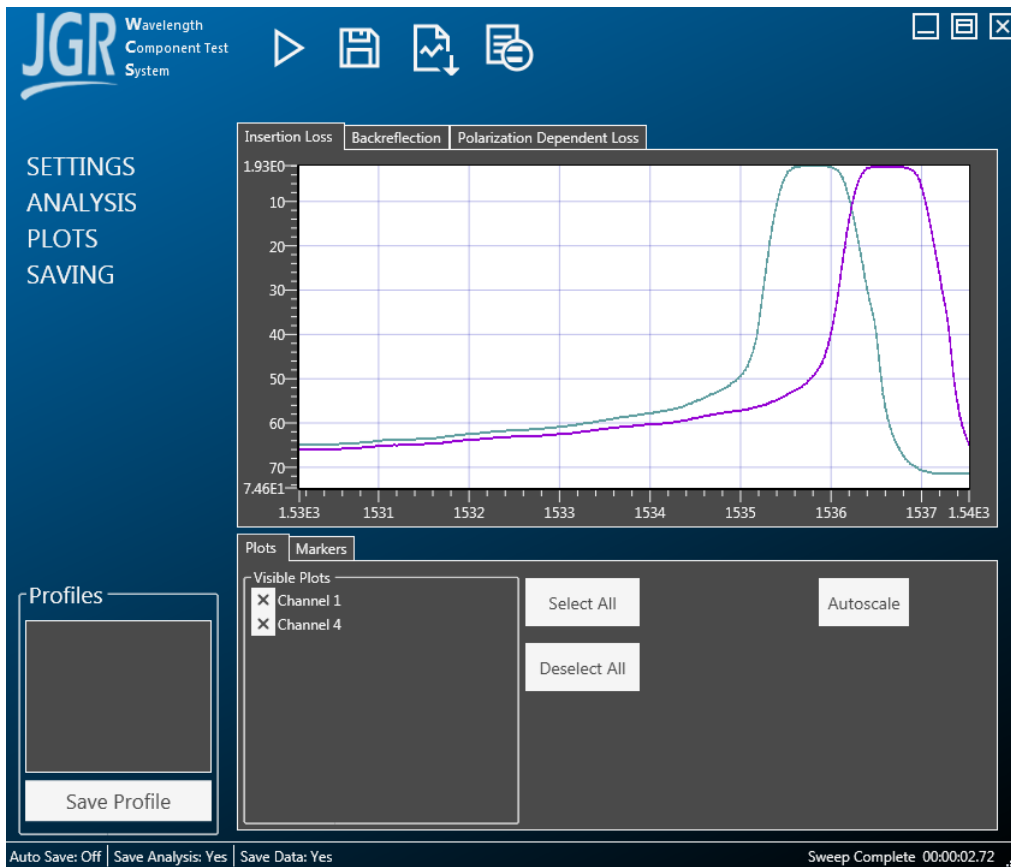 JGR
Wavelength
Component Test
System
SETTINGS
ANALYSIS
PLOTS
SAVING
Insertion Loss
Backreflection
Polarization Dependent Loss
1.93E0
10
20
30
40
50
60
70
7.46E1
1.53E3
1531
1532
1533
1534
1535
1536
1537
1.54E3
Plots
Markers
Visible Plots
Channel 1
Channel 4
Select All
Deselect All
Autoscale
Profiles
Save Profile
Auto Save: Off
Save Analysis: Yes
Save Data: Yes
Sweep Complete 00:00:02.72